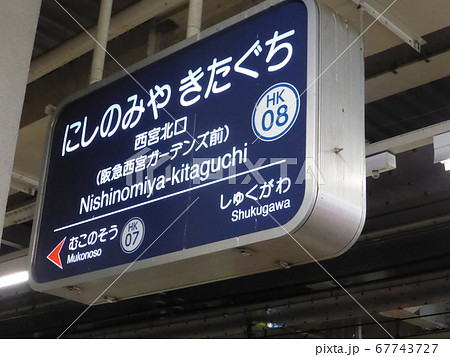 にしのみやきたぐち
西宮北口
(阪急西宮ガーデンズ前)
HK
08
Nishinomiya-kitaguchi
むこのそう
Mukonoso
HK
07
しゅくがわ
Shukugawa
PIXTA
67743727